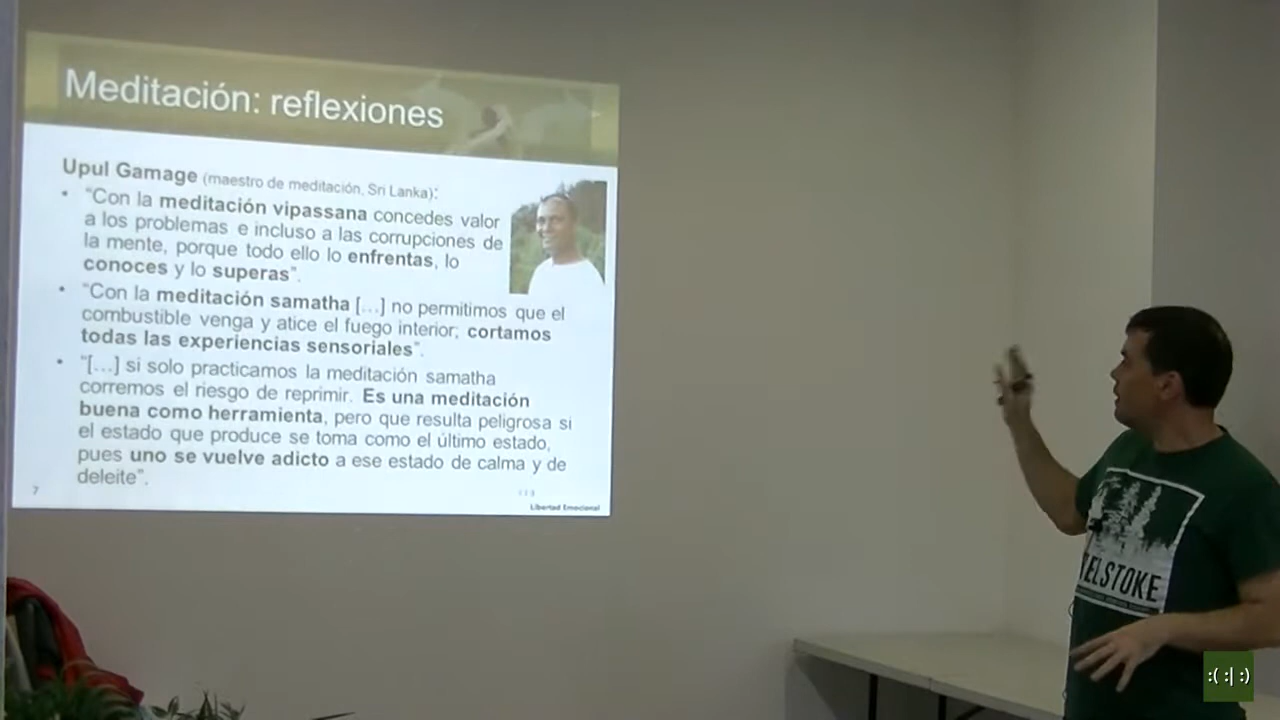 Meditación: reflexiones
Upul Gamage (maestro de meditación, Sri Lanka):
• “Con la meditación vipassana concedes valor
a los problemas e incluso a las corrupciones de
la mente, porque todo ello lo enfrentas, lo
conoces y lo superas”.
• “Con la meditación samatha [...] no permitimos que el
combustible venga y atice el fuego interior; cortamos
todas las experiencias sensoriales”.
• “[...] si solo practicamos la meditación samatha
corremos el riesgo de reprimir. Es una meditación
buena como herramienta, pero que resulta peligrosa si
el estado que produce se toma como el último estado,
pues uno se vuelve adicto a ese estado de calma y de
deleite”.
7
Libertad Emocional
ELSTOKE
:( :| :)